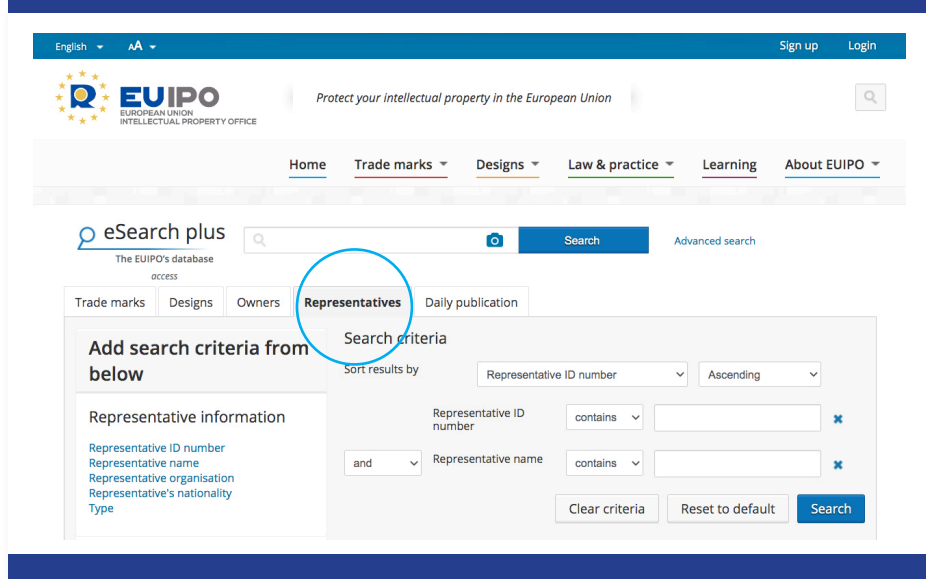 English AA Sign up Login
EUIPO
EUROPEAN UNION
INTELLECTUAL PROPERTY OFFICE
Protect your intellectual property in the European Union
Home Trade marks Designs Law & practice Learning About EUIPO
eSearch plus
The EUIPO's database
access
Search Advanced search
Trade marks Designs Owners Representatives Daily publication
Add search criteria from
below
Representative information
Representative ID number
Representative name
Representative organisation
Representative's nationality
Type
Search criteria
Sort results by Representative ID number Ascending
Representative ID
number contains
and Representative name contains
Clear criteria Reset to default Search